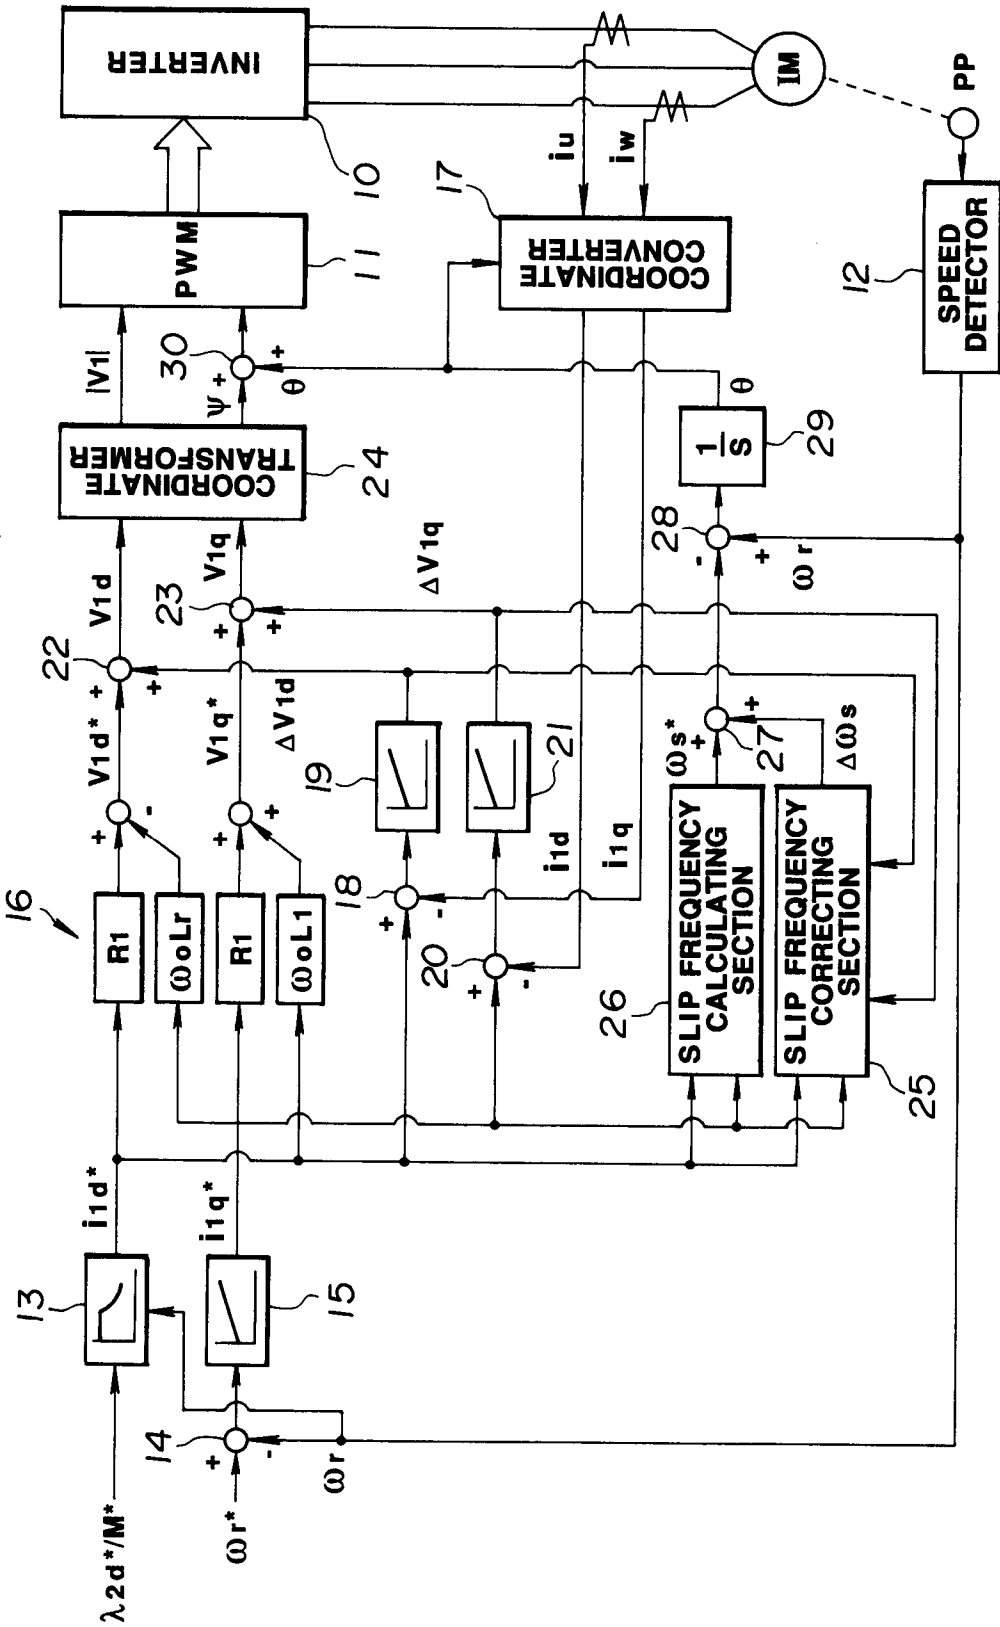 λ2d*/M*
ωr*
+
-
14
ωr
13
i1d*
i1q*
15
16
R1
ωoLr
R1
ωoL1
+
-
+
+
V1d*
V1q*
ΔV1d
22
+
+
V1d
23
+
+
V1q
ΔV1q
COORDINATE
TRANSFORMER
24
|V1|
ψ
+
30
+
θ
PWM
11
INVERTER
10
18
+
-
19
20
+
-
21
i1d
i1q
COORDINATE
CONVERTER
17
iu
iw
IM
PP
SPEED
DETECTOR
12
26
SLIP FREQUENCY
CALCULATING
SECTION
SLIP FREQUENCY
CORRECTING
SECTION
25
ωs*
+
27
+
Δωs
28
-
+
ωr
1
S
29
θ